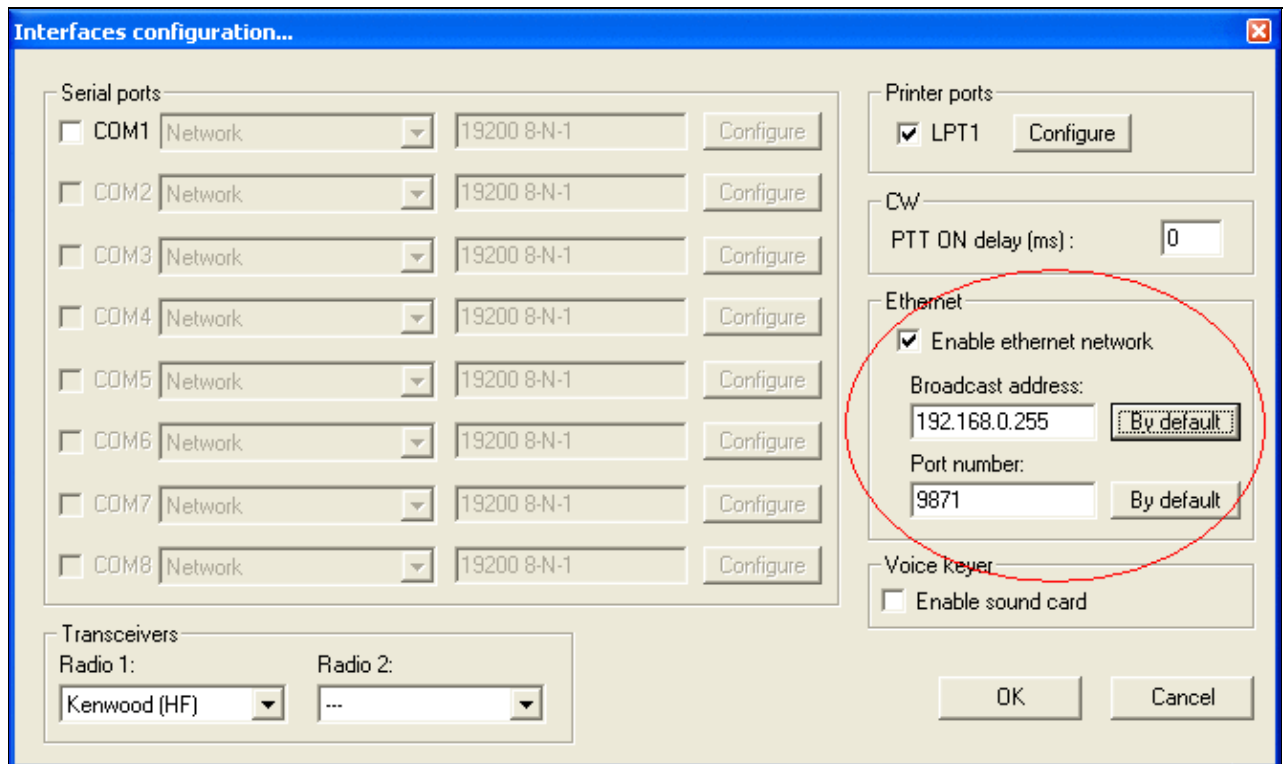 Interfaces configuration...
Serial ports
COM1 Network 19200 8-N-1 Configure
COM2 Network 19200 8-N-1 Configure
COM3 Network 19200 8-N-1 Configure
COM4 Network 19200 8-N-1 Configure
COM5 Network 19200 8-N-1 Configure
COM6 Network 19200 8-N-1 Configure
COM7 Network 19200 8-N-1 Configure
COM8 Network 19200 8-N-1 Configure
Transceivers
Radio 1: Radio 2:
Kenwood (HF) ---
Printer ports
LPT1 Configure
CW
PTT ON delay (ms) : 0
Ethernet
Enable ethernet network
Broadcast address:
192.168.0.255 By default
Port number:
9871 By default
Voice keyer
Enable sound card
OK Cancel